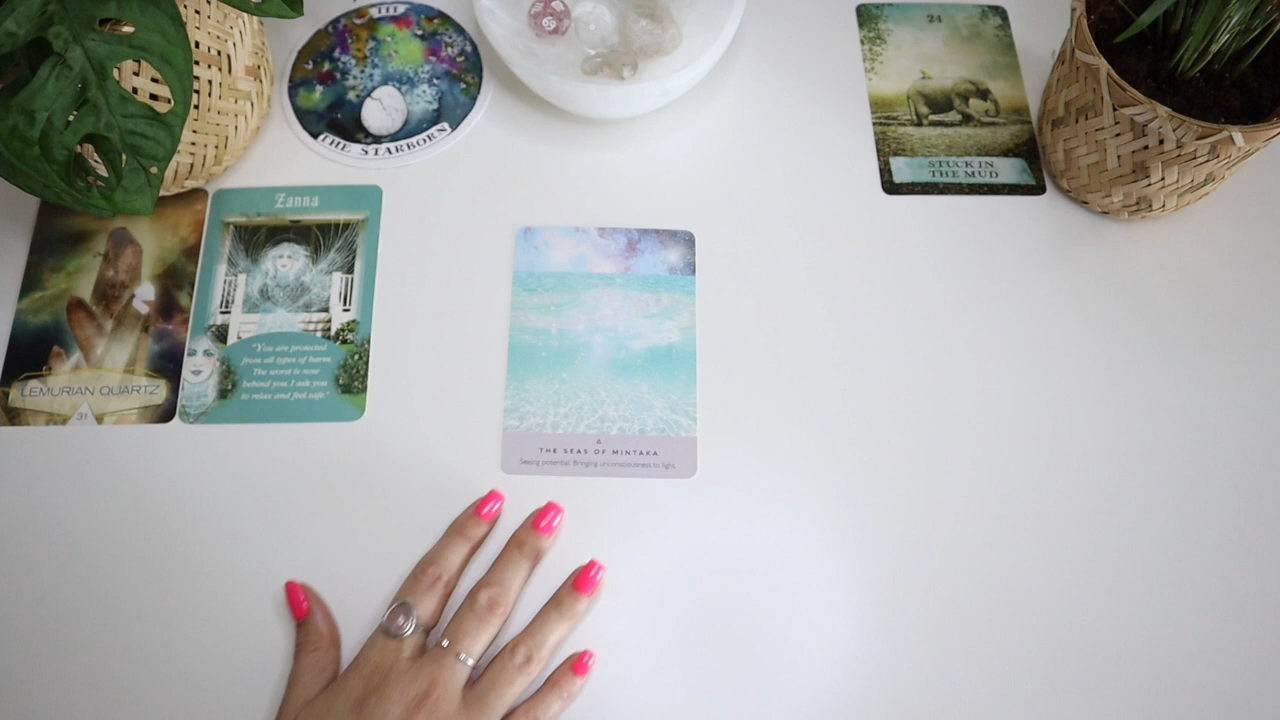 III
THE STARBORN
24
STUCK IN
THE MUD
LEMURIAN QUARTZ
31
Zanna
"You are protected
from all types of harm.
The worst is now
behind you. I ask you
to relax and feel safe."
THE SEAS OF MINTAKA
Seeing potential. Bringing unconsciousness to light.